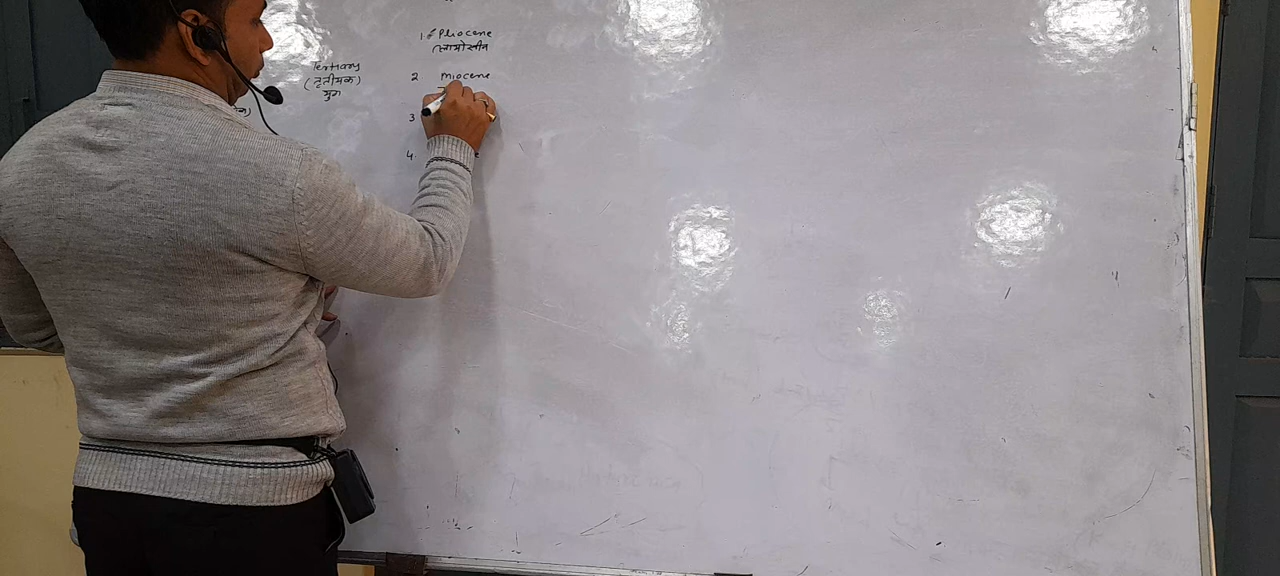 1. Pliocene
(प्लायोसीन
Tertiary
(तृतीयक)
युग
2 Miocene
3
4.